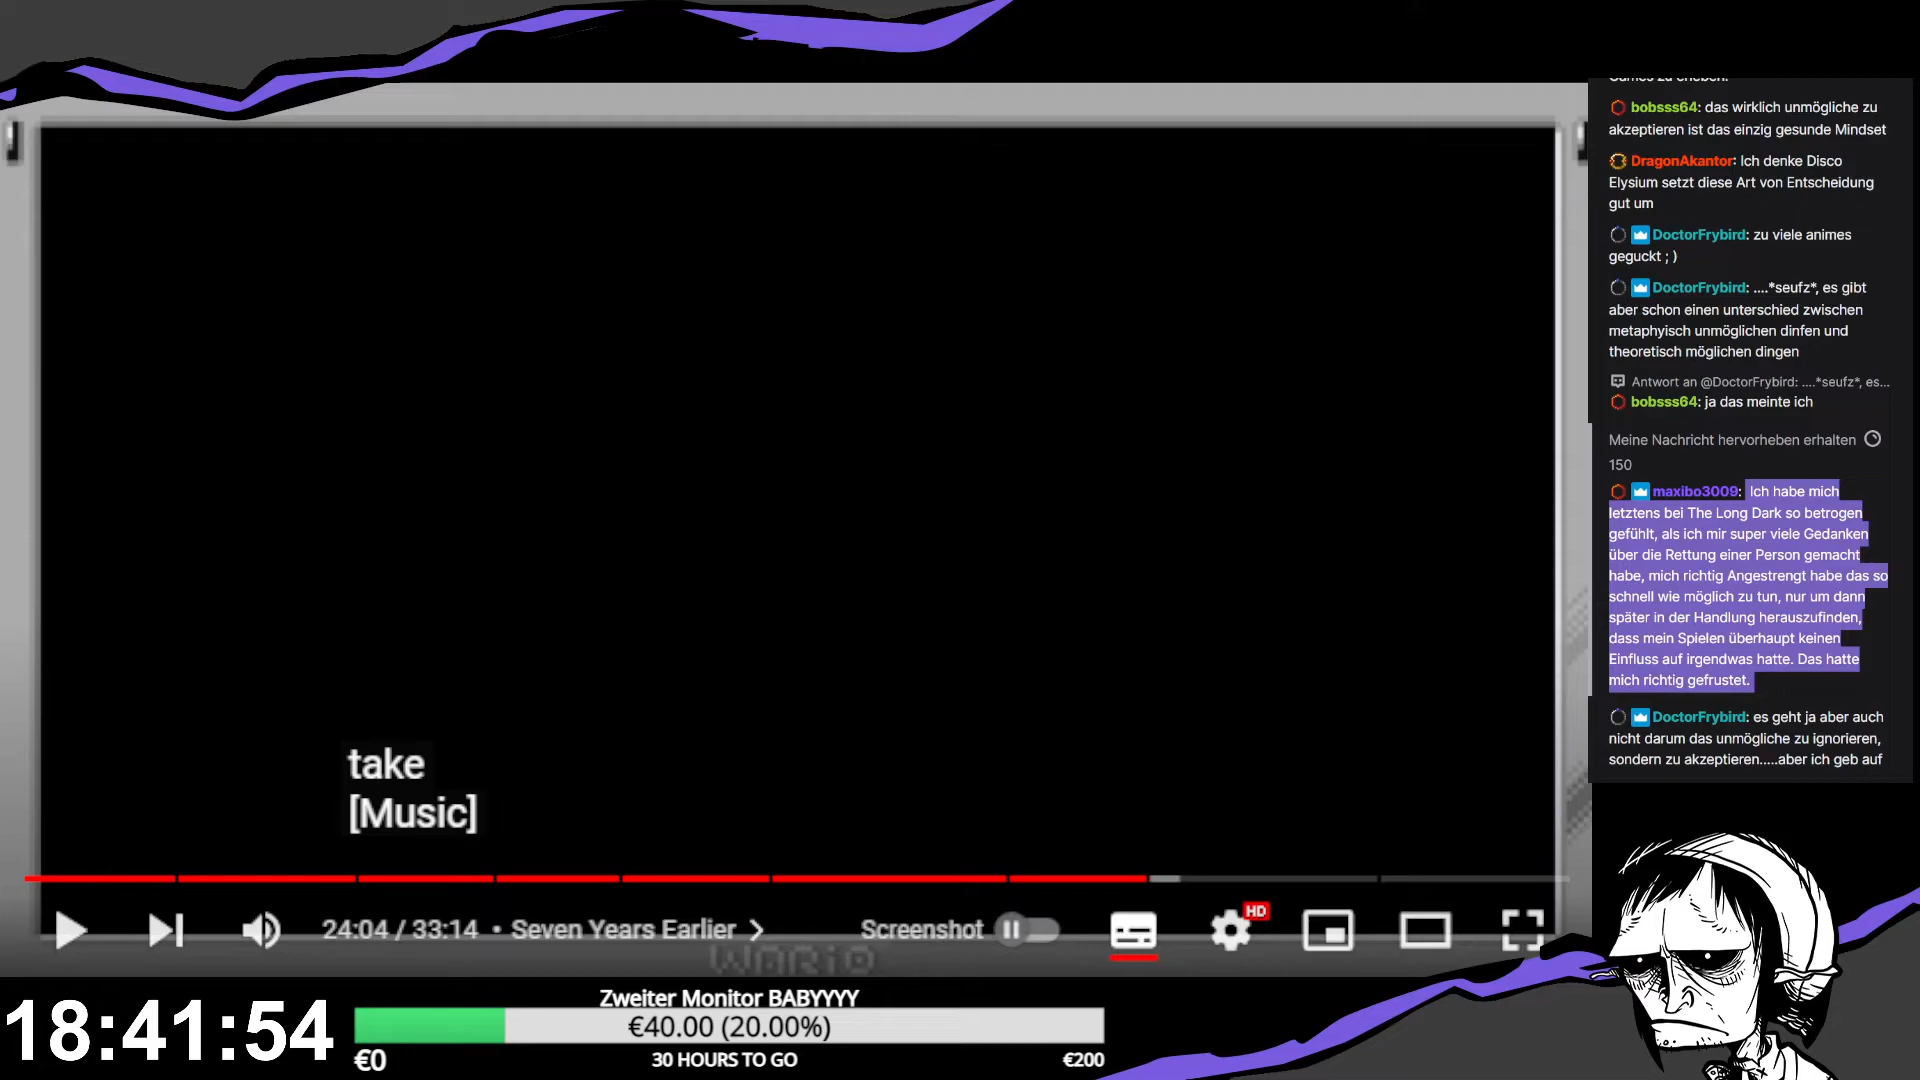 bobsss64: das wirklich unmögliche zu
akzeptieren ist das einzig gesunde Mindset
DragonAkantor: Ich denke Disco
Elysium setzt diese Art von Entscheidung
gut um
DoctorFrybird: zu viele animes
geguckt ; )
DoctorFrybird: ....*seufz*, es gibt
aber schon einen unterschied zwischen
metaphyisch unmöglichen dinfen und
theoretisch möglichen dingen
Antwort an @DoctorFrybird: ....*seufz*, es...
bobsss64: ja das meinte ich
Meine Nachricht hervorheben erhalten
150
maxibo3009: Ich habe mich
letztens bei The Long Dark so betrogen
gefühlt, als ich mir super viele Gedanken
über die Rettung einer Person gemacht
habe, mich richtig Angestrengt habe das so
schnell wie möglich zu tun, nur um dann
später in der Handlung herauszufinden,
dass mein Spielen überhaupt keinen
Einfluss auf irgendwas hatte. Das hatte
mich richtig gefrustet.
DoctorFrybird: es geht ja aber auch
nicht darum das unmögliche zu ignorieren,
sondern zu akzeptieren.....aber ich geb auf
take
[Music]
24:04 / 33:14 • Seven Years Earlier
Screenshot
HD
WARIO
18:41:54
Zweiter Monitor BABYYYY
€40.00 (20.00%)
€0
30 HOURS TO GO
€200